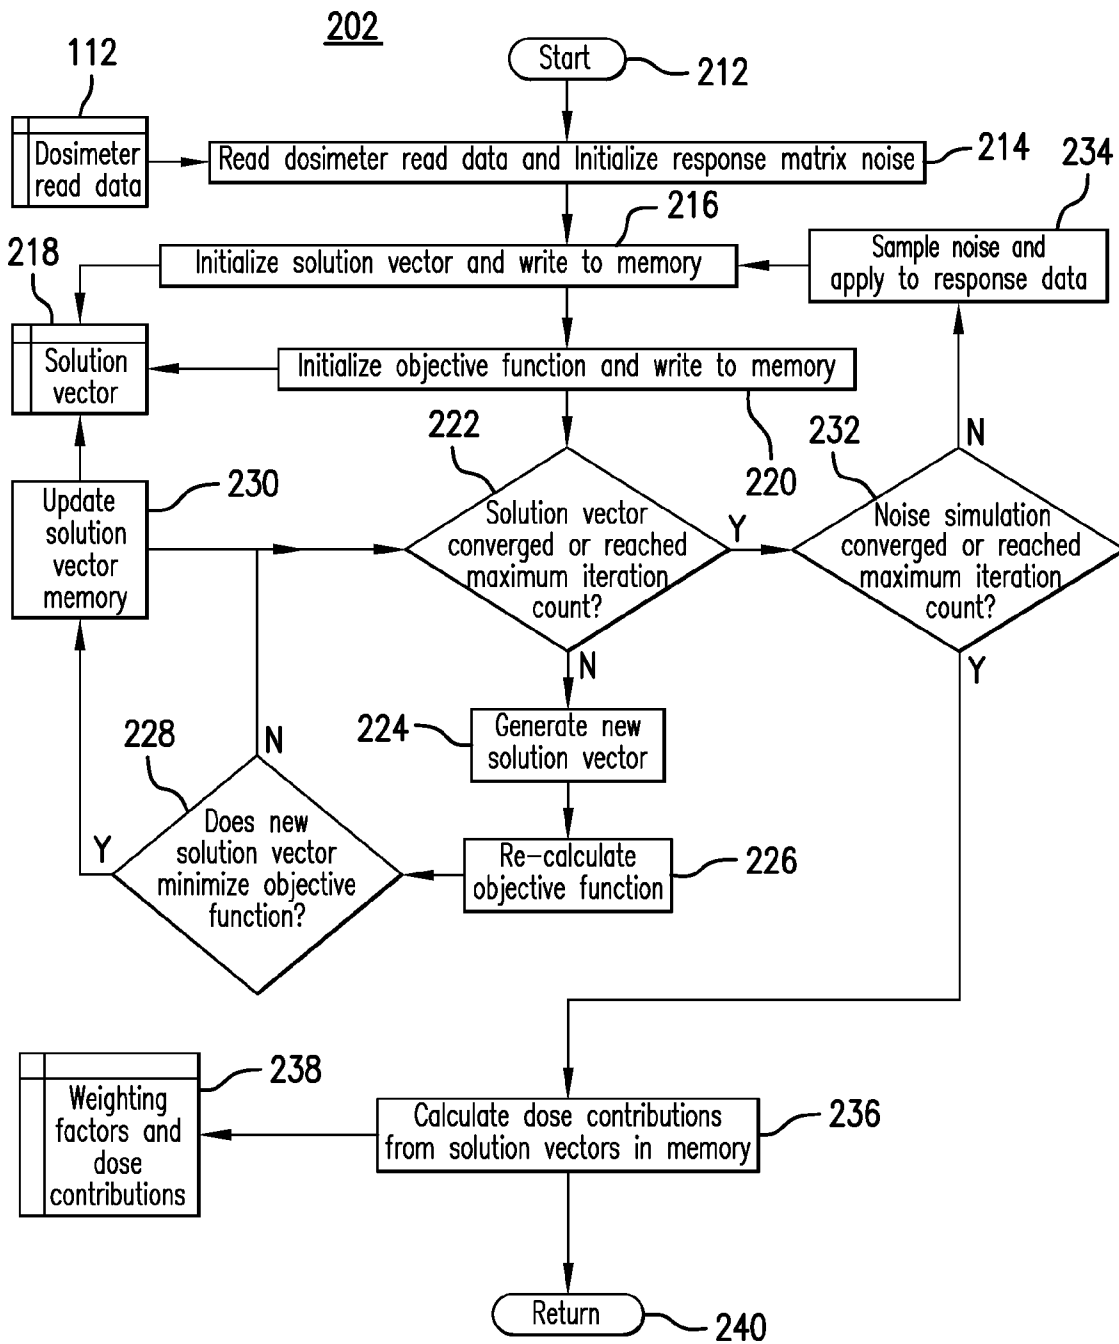 202
Start
212
112
Dosimeter
read data
Read dosimeter read data and Initialize response matrix noise
214
234
216
218
Initialize solution vector and write to memory
Sample noise and
apply to response data
Solution
vector
Initialize objective function and write to memory
220
222
232
N
230
Update
solution
vector
memory
Solution vector
converged or reached
maximum iteration
count?
Y
Noise simulation
converged or reached
maximum iteration
count?
N
Y
224
Generate new
solution vector
228
N
Y
Does new
solution vector
minimize objective
function?
Re-calculate
objective function
226
238
Weighting
factors and
dose
contributions
Calculate dose contributions
from solution vectors in memory
236
Return
240